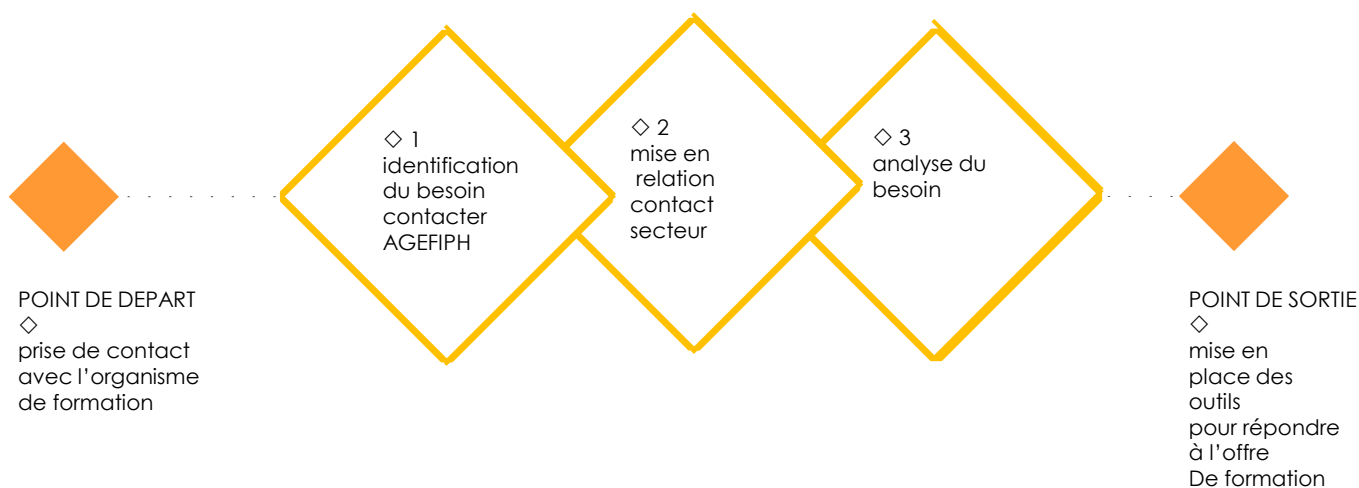 POINT DE DEPART
◇
prise de contact
avec l’organisme
de formation
◇ 1
identification
du besoin
contacter
AGEFIPH
◇ 2
mise en
relation
contact
secteur
◇ 3
analyse du
besoin
POINT DE SORTIE
◇
mise en
place des
outils
pour répondre
à l’offre
De formation